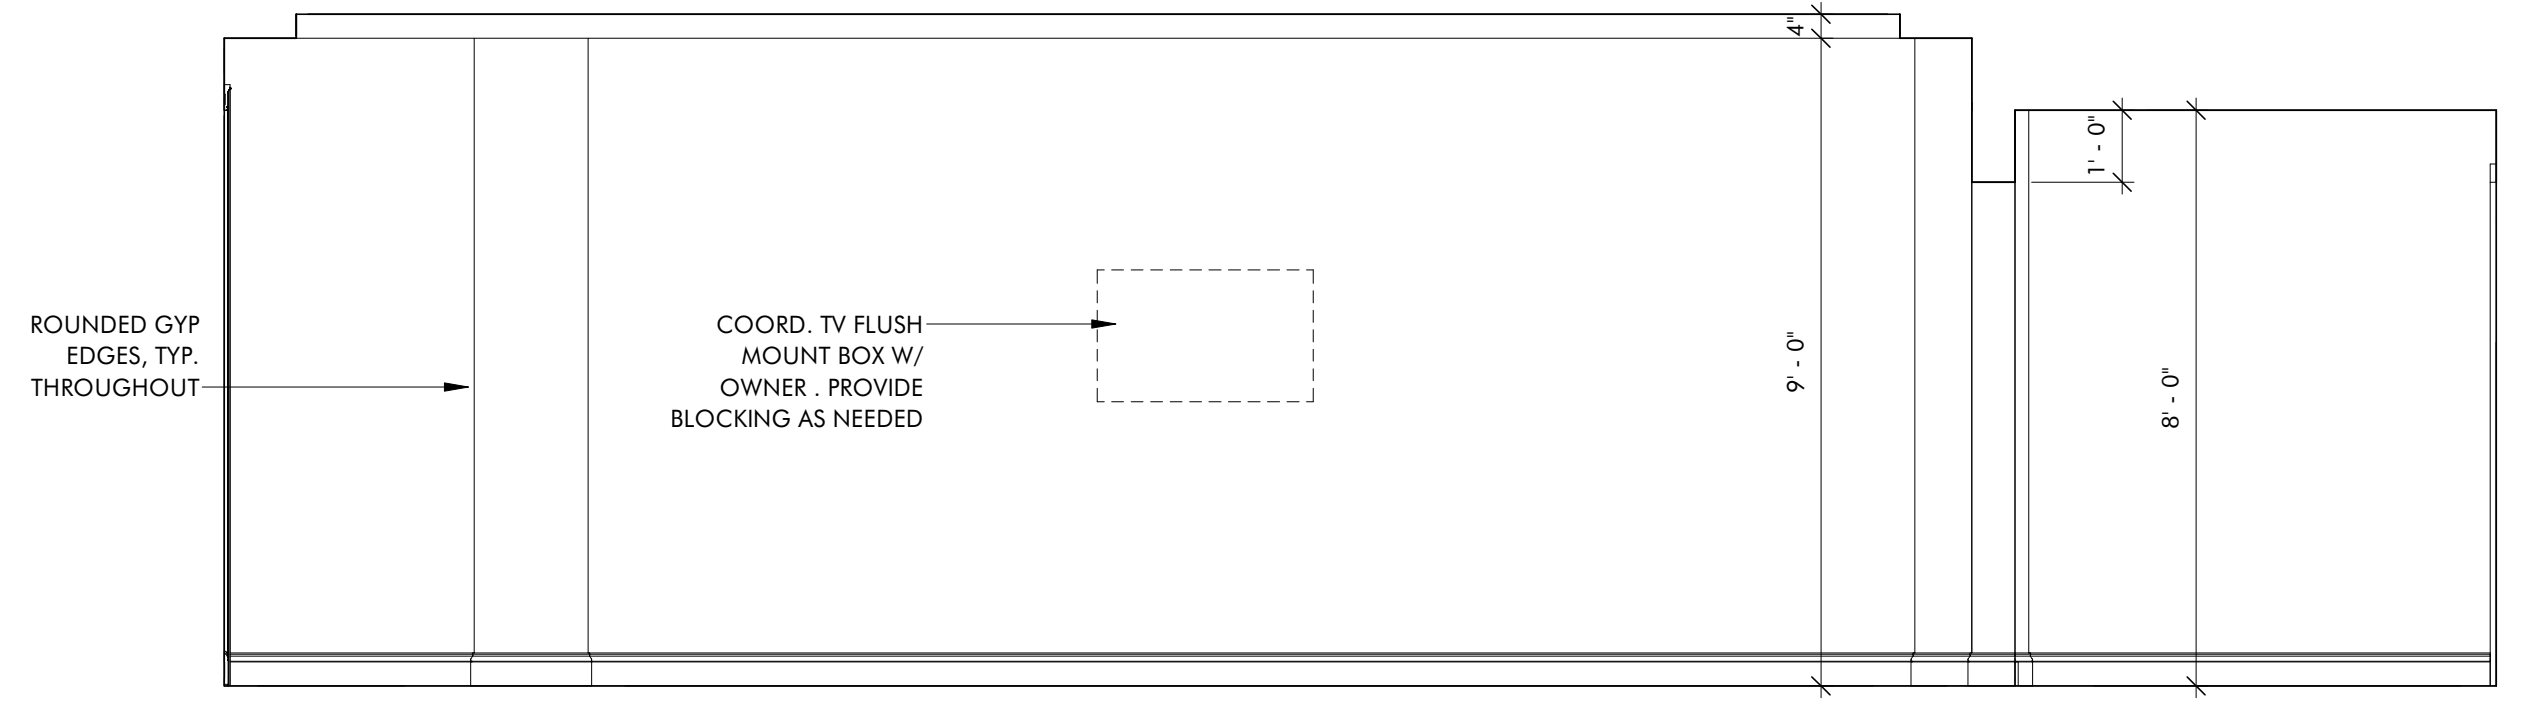 4"
1' - 0"
ROUNDED GYP
EDGES, TYP.
THROUGHOUT
COORD. TV FLUSH
MOUNT BOX W/
OWNER . PROVIDE
BLOCKING AS NEEDED
9' - 0"
8' - 0"